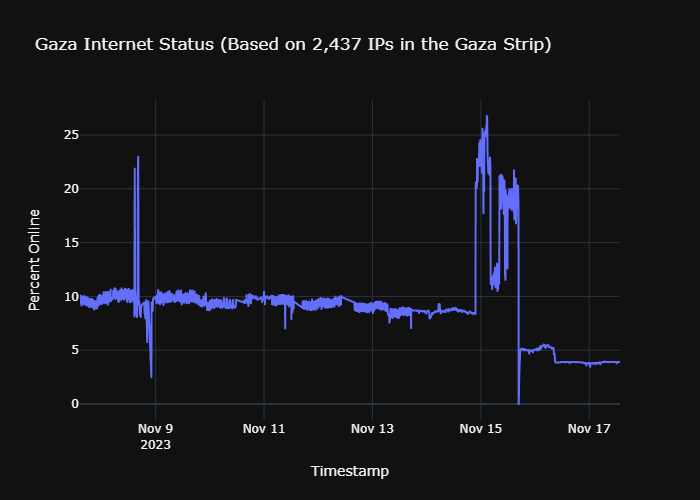 Gaza Internet Status (Based on 2,437 IPs in the Gaza Strip)
Percent Online
25
20
15
10
5
0
Nov 9
2023
Nov 11
Nov 13
Nov 15
Nov 17
Timestamp